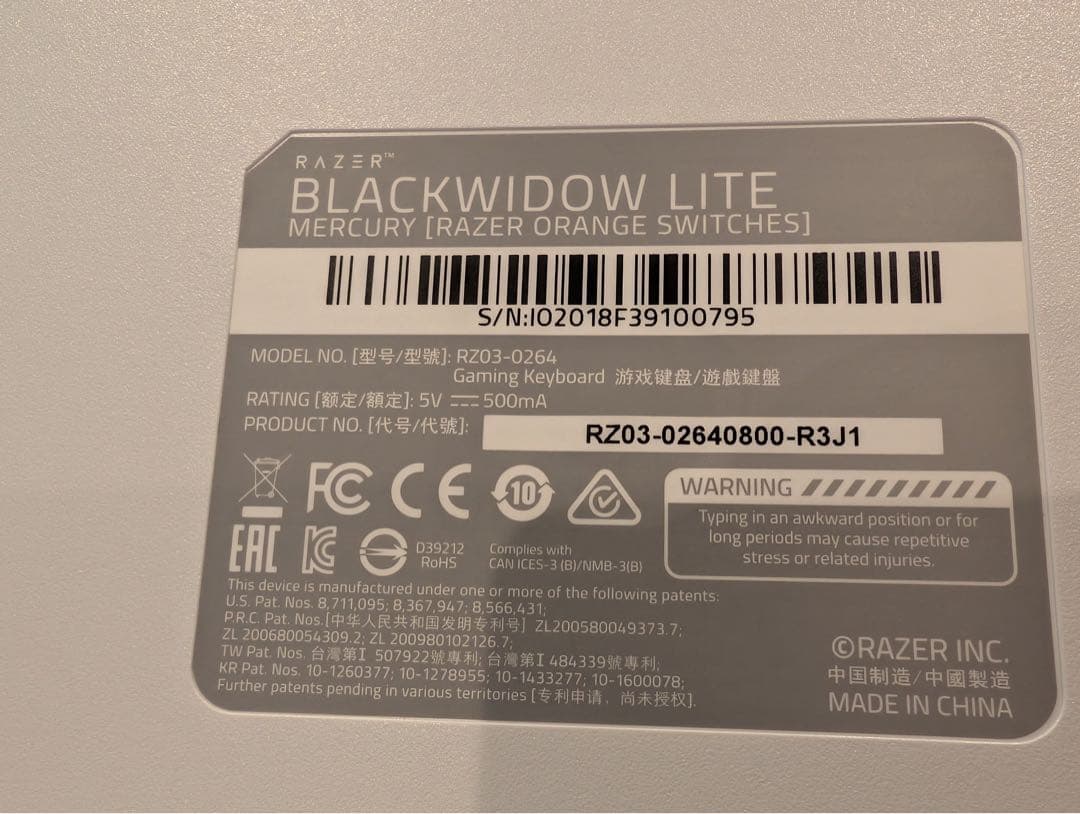 RAZER™
BLACKWIDOW LITE
MERCURY [RAZER ORANGE SWITCHES]
S/N:IO2018F39100795
MODEL NO. [型号/型號]: RZ03-0264
Gaming Keyboard 游戏键盘/遊戲鍵盤
RATING [额定/額定]: 5V ⎓ 500mA
PRODUCT NO. [代号/代號]: RZ03-02640800-R3J1
FC CE 10
WARNING
Typing in an awkward position or for
long periods may cause repetitive
stress or related injuries.
EAC KC D39212
RoHS
Complies with
CAN ICES-3 (B)/NMB-3(B)
This device is manufactured under one or more of the following patents:
U.S. Pat. Nos. 8,711,095; 8,367,947; 8,566,431;
P.R.C. Pat. Nos.[中华人民共和国发明专利号] ZL200580049373.7;
ZL 200680054309.2; ZL 200980102126.7;
TW Pat. Nos. 台灣第I 507922號專利; 台灣第I 484339號專利,
KR Pat. Nos. 10-1260377; 10-1278955; 10-1433277; 10-1600078;
Further patents pending in various territories [专利申请，尚未授权].
©RAZER INC.
中国制造/中國製造
MADE IN CHINA